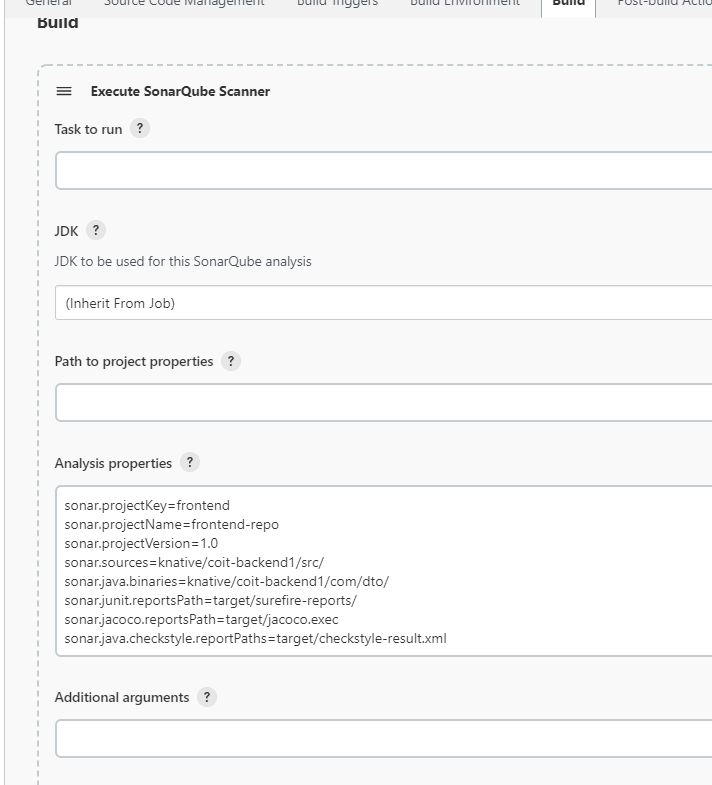 General Source Code Management Build Triggers Build Environment Build Post-build Actio
Build
Execute SonarQube Scanner
Task to run ?
JDK ?
JDK to be used for this SonarQube analysis
(Inherit From Job)
Path to project properties ?
Analysis properties ?
sonar.projectKey=frontend
sonar.projectName=frontend-repo
sonar.projectVersion=1.0
sonar.sources=knative/coit-backend1/src/
sonar.java.binaries=knative/coit-backend1/com/dto/
sonar.junit.reportsPath=target/surefire-reports/
sonar.jacoco.reportsPath=target/jacoco.exec
sonar.java.checkstyle.reportPaths=target/checkstyle-result.xml
Additional arguments ?